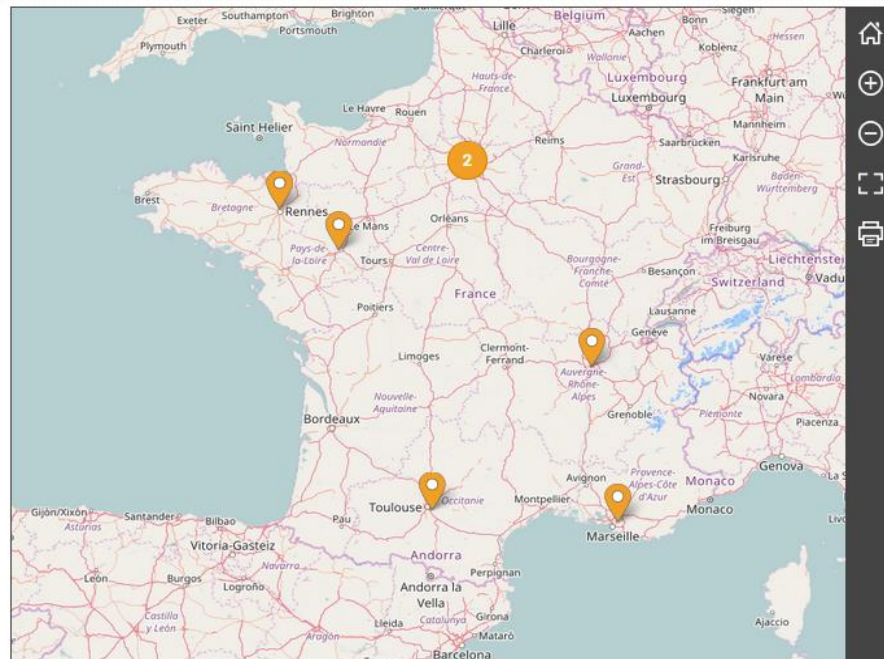 Exeter
Southampton
Brighton
Portsmouth
Plymouth
Lille
Belgium
Bonn
Siegen
Aachen
Koblenz
Hessen
Charleroi
Wallonie
Hauts-de-
France
Luxembourg
Luxembourg
Frankfurt am
Main
Mannheim
Le Havre
Rouen
Saint Helier
Normandie
Reims
Saarbrücken
Karlsruhe
2
Grand-
Est
Strasbourg
Baden-
Württemberg
Brest
Bretagne
Rennes
Le Mans
Orléans
Freiburg
im Breisgau
Pays-de-
la-Loire
Tours
Centre-
Val de Loire
Bourgogne-
Franche-
Comté
Besançon
Liechtenstein
Vadu
Switzerland
France
Poitiers
Lausanne
Genève
Limoges
Clermont-
Ferrand
Auvergne-
Rhône-
Alpes
Varese
Lombardia
Novara
Nouvelle-
Aquitaine
Grenoble
Piemonte
Piacenza
Bordeaux
Genova
La S
Avignon
Provence-
Alpes-Côte
d'Azur
Monaco
Monaco
Toulouse
Occitanie
Montpellier
Marseille
Livo
Gijón/Xixón
Santander
Asturias
Bilbao
Pau
Vitoria-Gasteiz
Navarra
Andorra
Perpignan
León
Burgos
Logroño
Andorra la
Vella
Girona
Castilla
y León
Lleida
Catalunya
Mataró
Aragón
Barcelona
Ajaccio